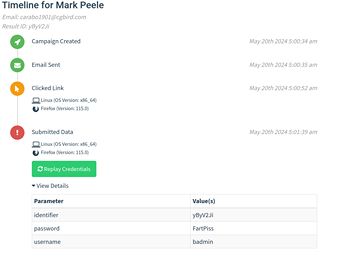 Timeline for Mark Peele
Email: carabo1901@cgbird.com
Result ID: yByV2Ji
Campaign Created May 20th 2024 5:00:34 am
Email Sent May 20th 2024 5:00:35 am
Clicked Link May 20th 2024 5:00:52 am
Linux (OS Version: x86_64)
Firefox (Version: 115.0)
Submitted Data May 20th 2024 5:01:39 am
Linux (OS Version: x86_64)
Firefox (Version: 115.0)
Replay Credentials
View Details
Parameter Value(s)
identifier yByV2Ji
password FartPiss
username badmin